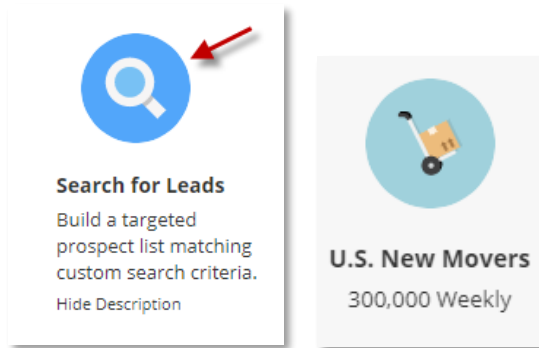 Search for Leads
Build a targeted
prospect list matching
custom search criteria.
Hide Description
U.S. New Movers
300,000 Weekly